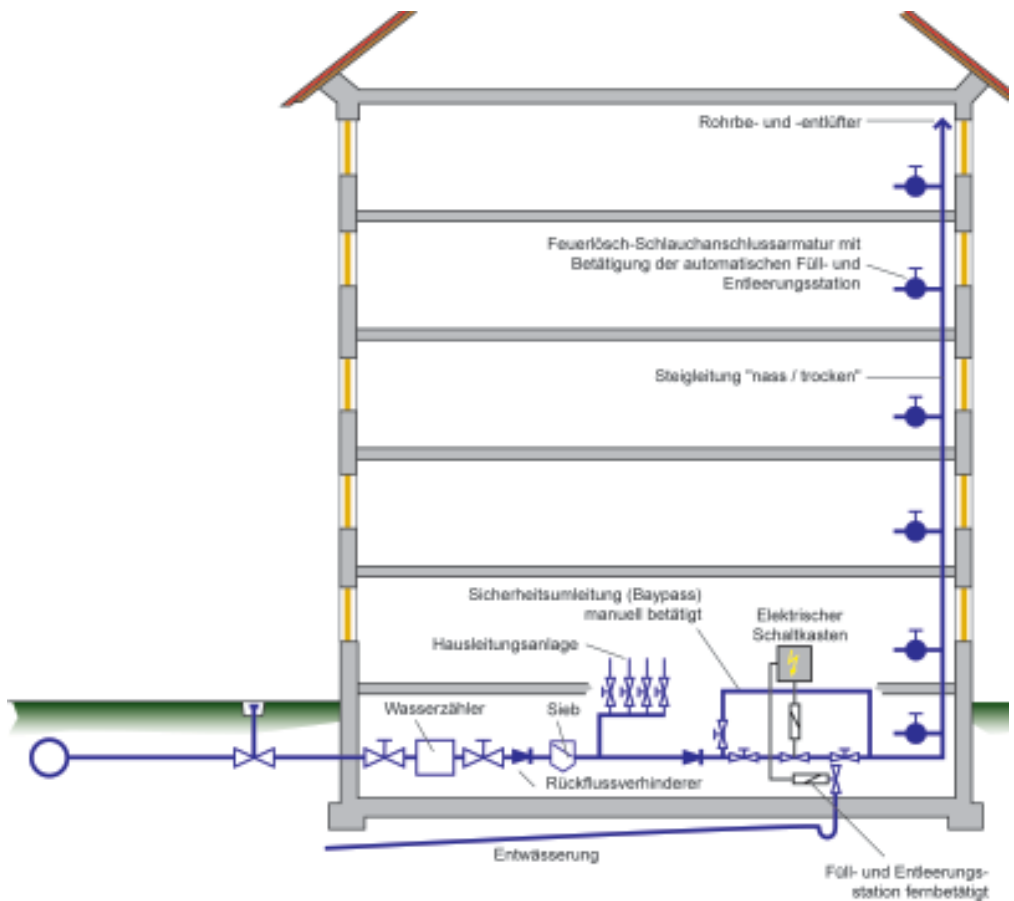 Rohrbe- und -entlüfter
Feuerlösch-Schlauchanschlussarmatur mit
Betätigung der automatischen Füll- und
Entleerungsstation
Steigleitung "nass / trocken"
Sicherheitsumleitung (Baypass)
manuell betätigt
Elektrischer
Schaltkasten
Hausleitungsanlage
Wasserzähler
Sieb
Rückflussverhinderer
Entwässerung
Füll- und Entleerungs-
station fernbetätigt